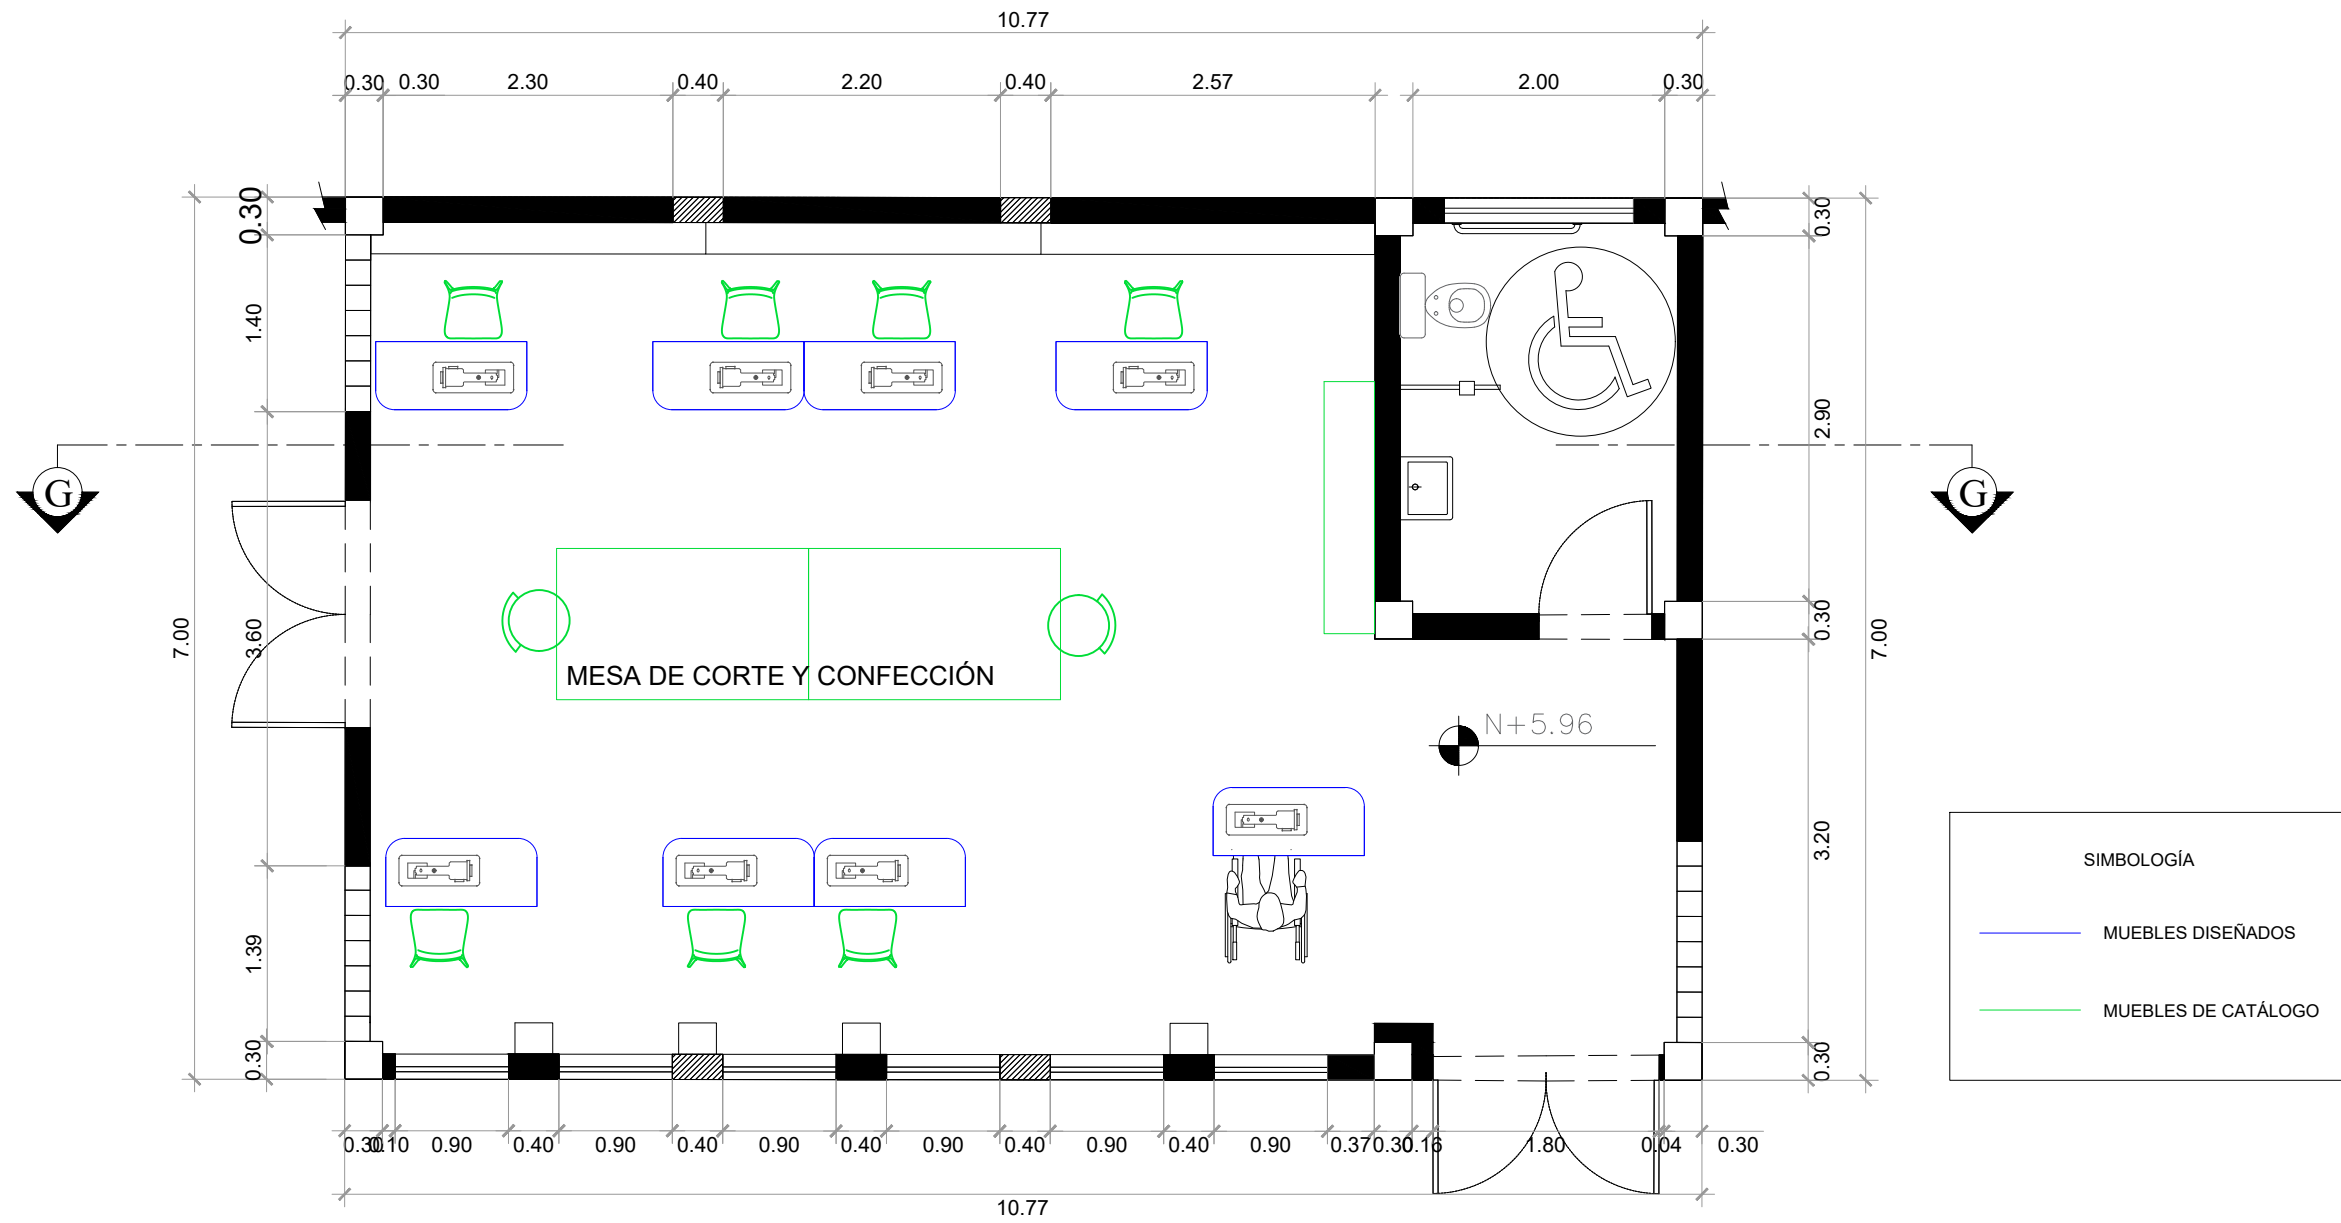 10.77
0.30 0.30 2.30 0.40 2.20 0.40 2.57 2.00 0.30
0.30
1.40
3.60
7.00
1.39
0.30
G
G
0.30
2.90
0.30
7.00
3.20
0.30
MESA DE CORTE Y CONFECCIÓN
N+5.96
SIMBOLOGÍA
MUEBLES DISEÑADOS
MUEBLES DE CATÁLOGO
0.30 0.10 0.90 0.40 0.90 0.40 0.90 0.40 0.90 0.40 0.90 0.40 0.90 0.37 0.30 0.16 1.80 0.04 0.30
10.77